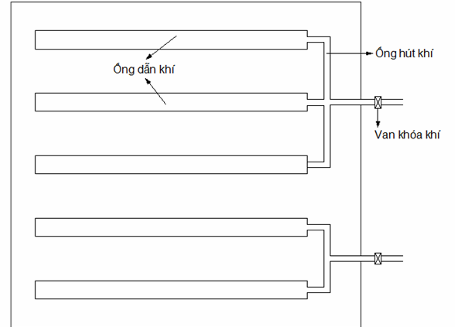 Ống hút khí
Ống dẫn khí
Van khóa khí